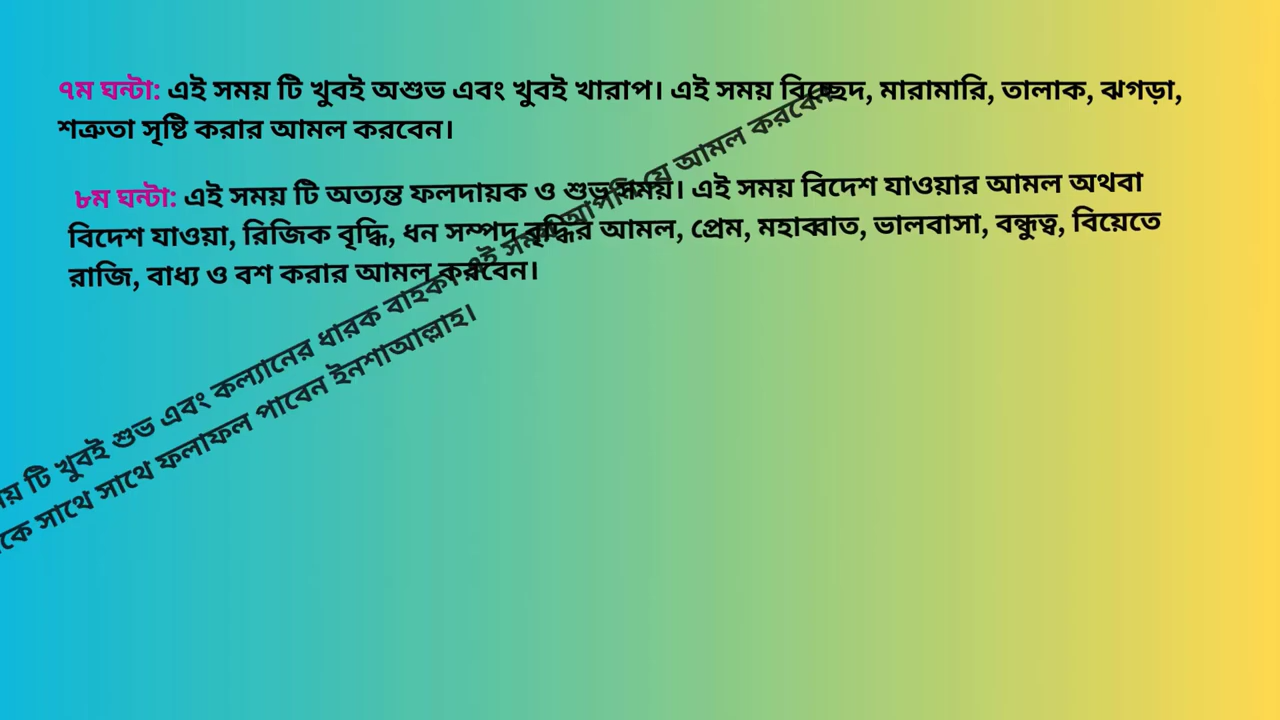 ৭ম ঘন্টা: এই সময় টি খুবই অশুভ এবং খুবই খারাপ। এই সময় বিচ্ছেদ, মারামারি, তালাক, ঝগড়া,
শত্রুতা সৃষ্টি করার আমল করবেন।
৮ম ঘন্টা: এই সময় টি অত্যন্ত ফলদায়ক ও শুভ সময়। এই সময় বিদেশ যাওয়ার আমল অথবা
বিদেশ যাওয়া, রিজিক বৃদ্ধি, ধন সম্পদ বৃদ্ধির আমল, প্রেম, মহাব্বাত, ভালবাসা, বন্ধুত্ব, বিয়েতে
রাজি, বাধ্য ও বশ করার আমল করবেন।
টি খুবই শুভ এবং কল্যানের ধারক বাহক। এই আপনি যে আমল করবেন
সাথে সাথে ফলাফল পাবেন ইনশাআল্লাহ।